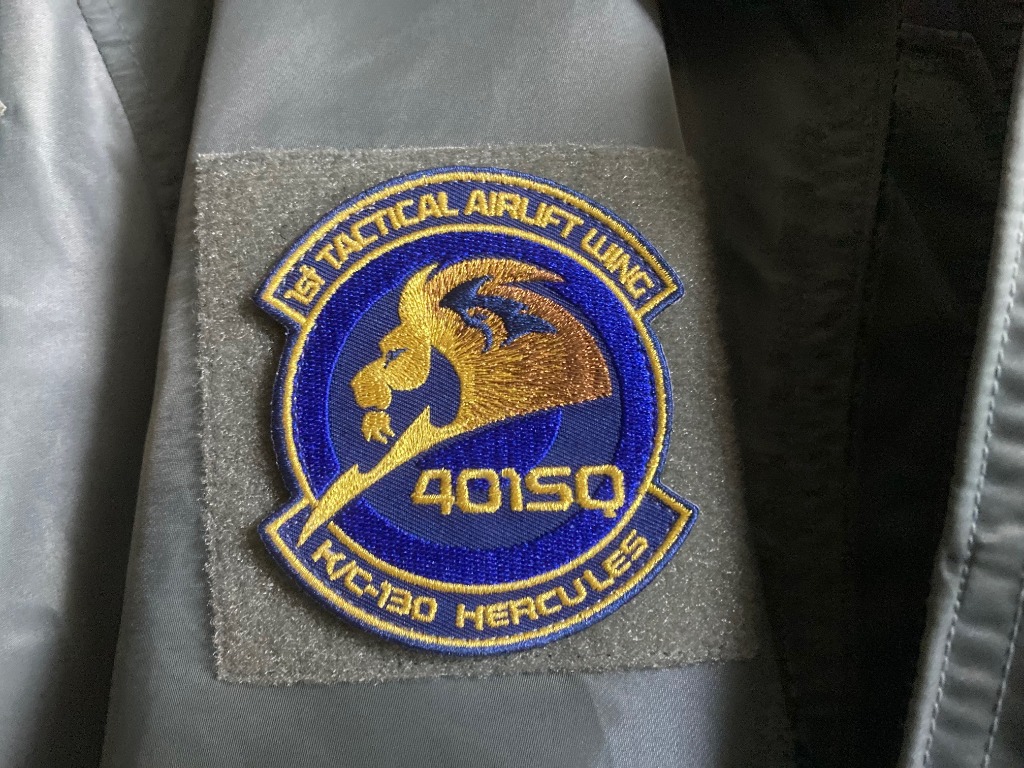 1st TACTICAL AIRLIFT WING
401SQ
K/C-130 HERCULES